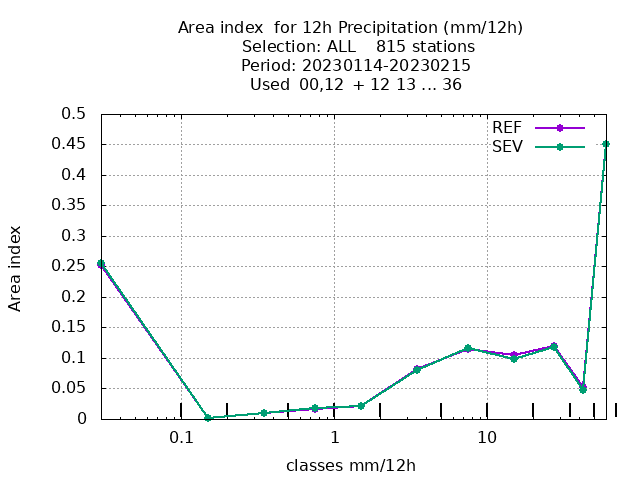 Area index  for 12h Precipitation (mm/12h)
Selection: ALL    815 stations
Period: 20230114-20230215
Used  00,12  + 12 13 ... 36
REF
SEV
0.5
0.45
0.4
0.35
0.3
0.25
0.2
0.15
0.1
0.05
0
Area index
0.1
1
10
classes mm/12h